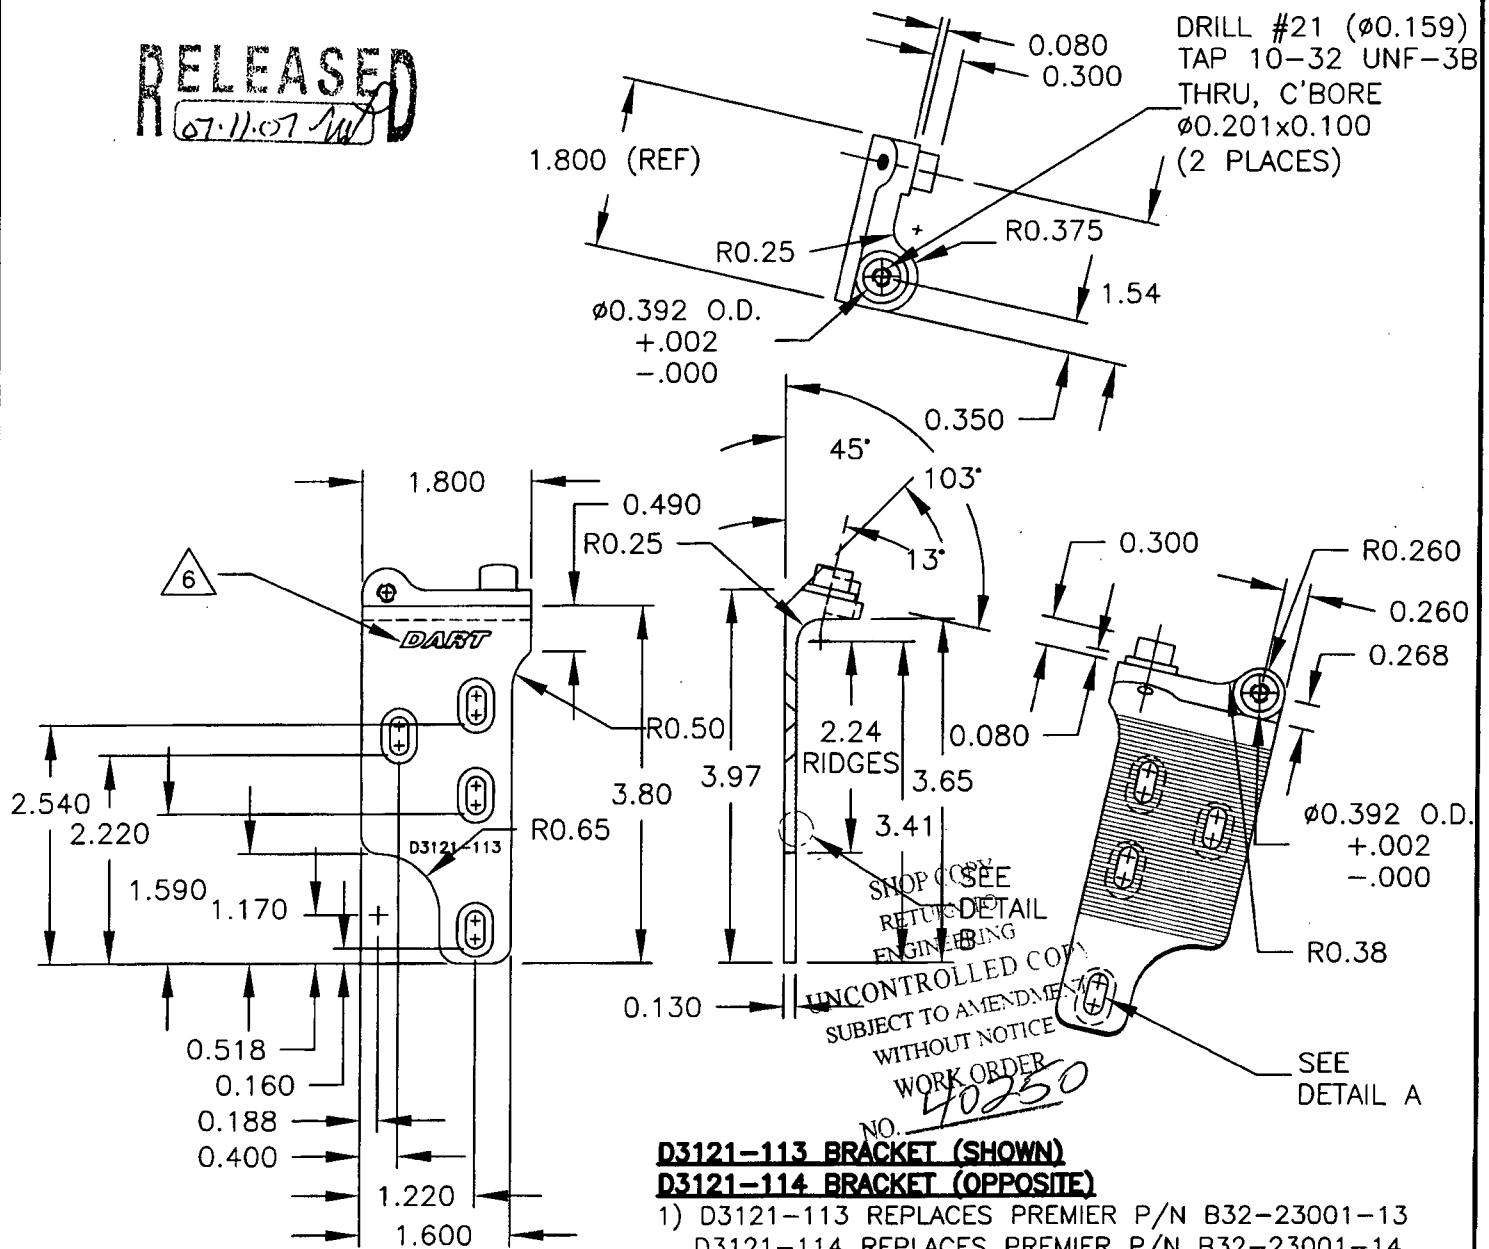 RELEASED
07.11.07
DRILL #21 (ø0.159)
TAP 10-32 UNF-3B
THRU, C'BORE
ø0.201x0.100
(2 PLACES)
0.080
0.300
1.800 (REF)
R0.25
R0.375
1.54
ø0.392 O.D.
+.002
-.000
0.350
45°
103°
13°
1.800
0.490
R0.25
6
DART
R0.50
2.540
2.220
1.590
1.170
D3121-113
R0.65
3.80
3.97
2.24
RIDGES
3.65
3.41
0.518
0.160
0.188
0.400
1.220
1.600
0.130
SEE
DETAIL
B
0.300
R0.260
0.260
0.268
0.080
ø0.392 O.D.
+.002
-.000
R0.38
SEE
DETAIL A
SHOP COPY
RETURN TO
ENGINEERING
UNCONTROLLED COPY
SUBJECT TO AMENDMENT
WITHOUT NOTICE
WORK ORDER
NO. 40250
D3121-113 BRACKET (SHOWN)
D3121-114 BRACKET (OPPOSITE)
1) D3121-113 REPLACES PREMIER P/N B32-23001-13
D3121-114 REPLACES PREMIER P/N B32-23001-14